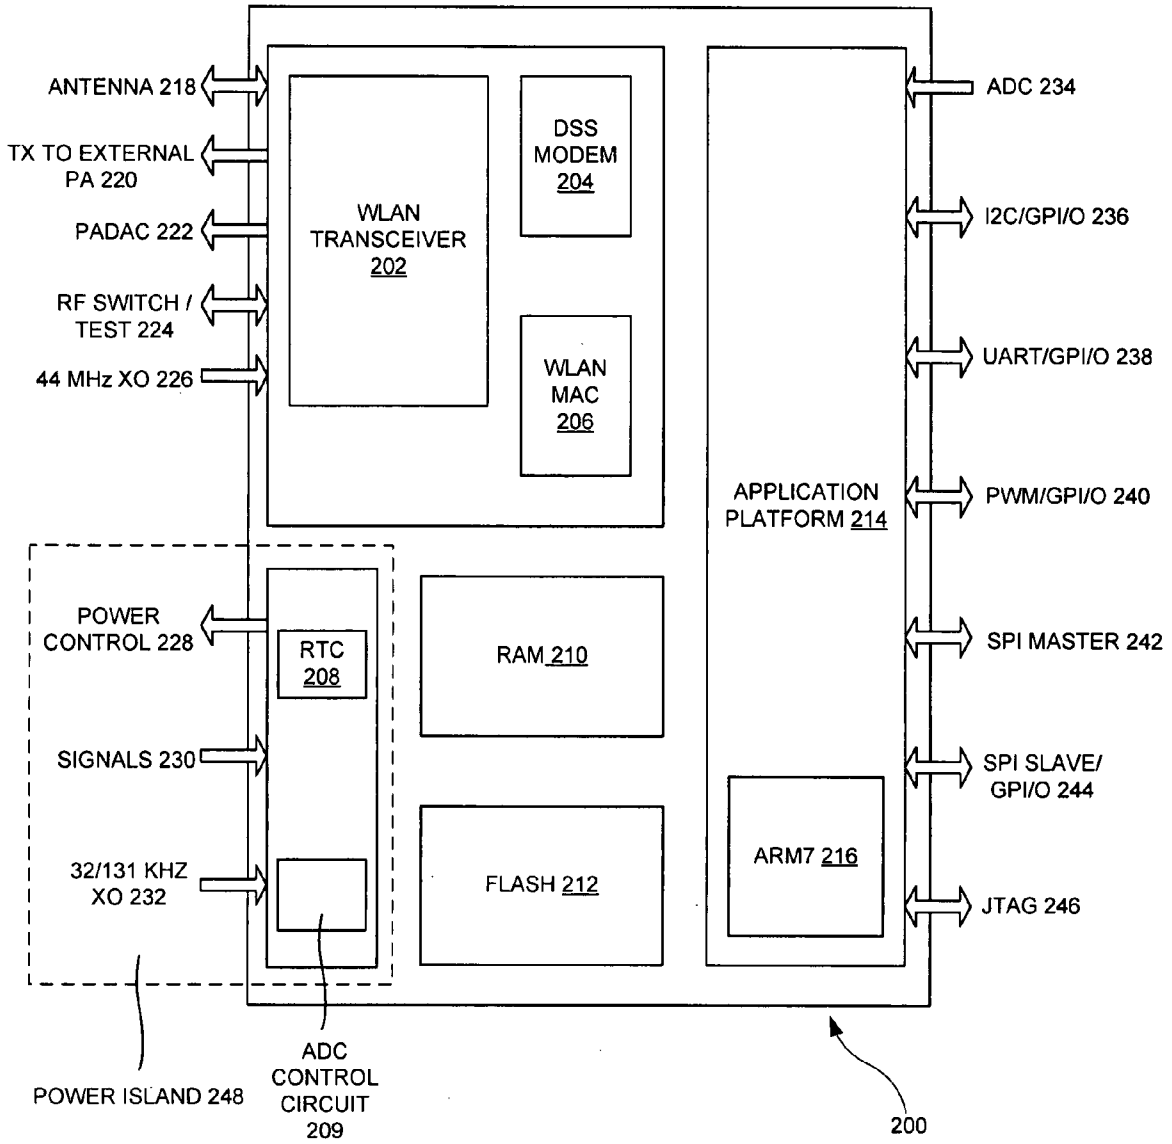 ANTENNA 218
TX TO EXTERNAL
PA 220
PADAC 222
RF SWITCH /
TEST 224
44 MHz XO 226
WLAN
TRANSCEIVER
202
DSS
MODEM
204
WLAN
MAC
206
APPLICATION
PLATFORM 214
ADC 234
I2C/GPI/O 236
UART/GPI/O 238
PWM/GPI/O 240
SPI MASTER 242
SPI SLAVE/
GPI/O 244
JTAG 246
POWER
CONTROL 228
SIGNALS 230
32/131 KHZ
XO 232
RTC
208
RAM 210
FLASH 212
ARM7 216
POWER ISLAND 248
ADC
CONTROL
CIRCUIT
209
200